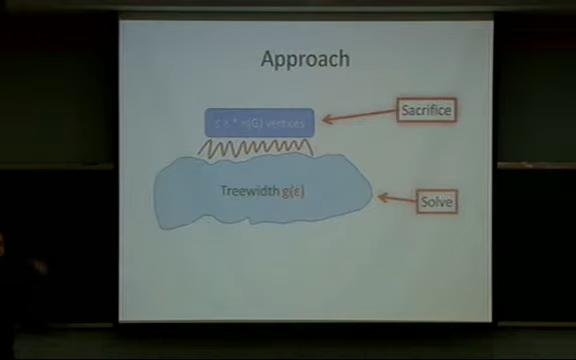 Approach
vertices
Sacrifice
Treewidth g(ε)
Solve